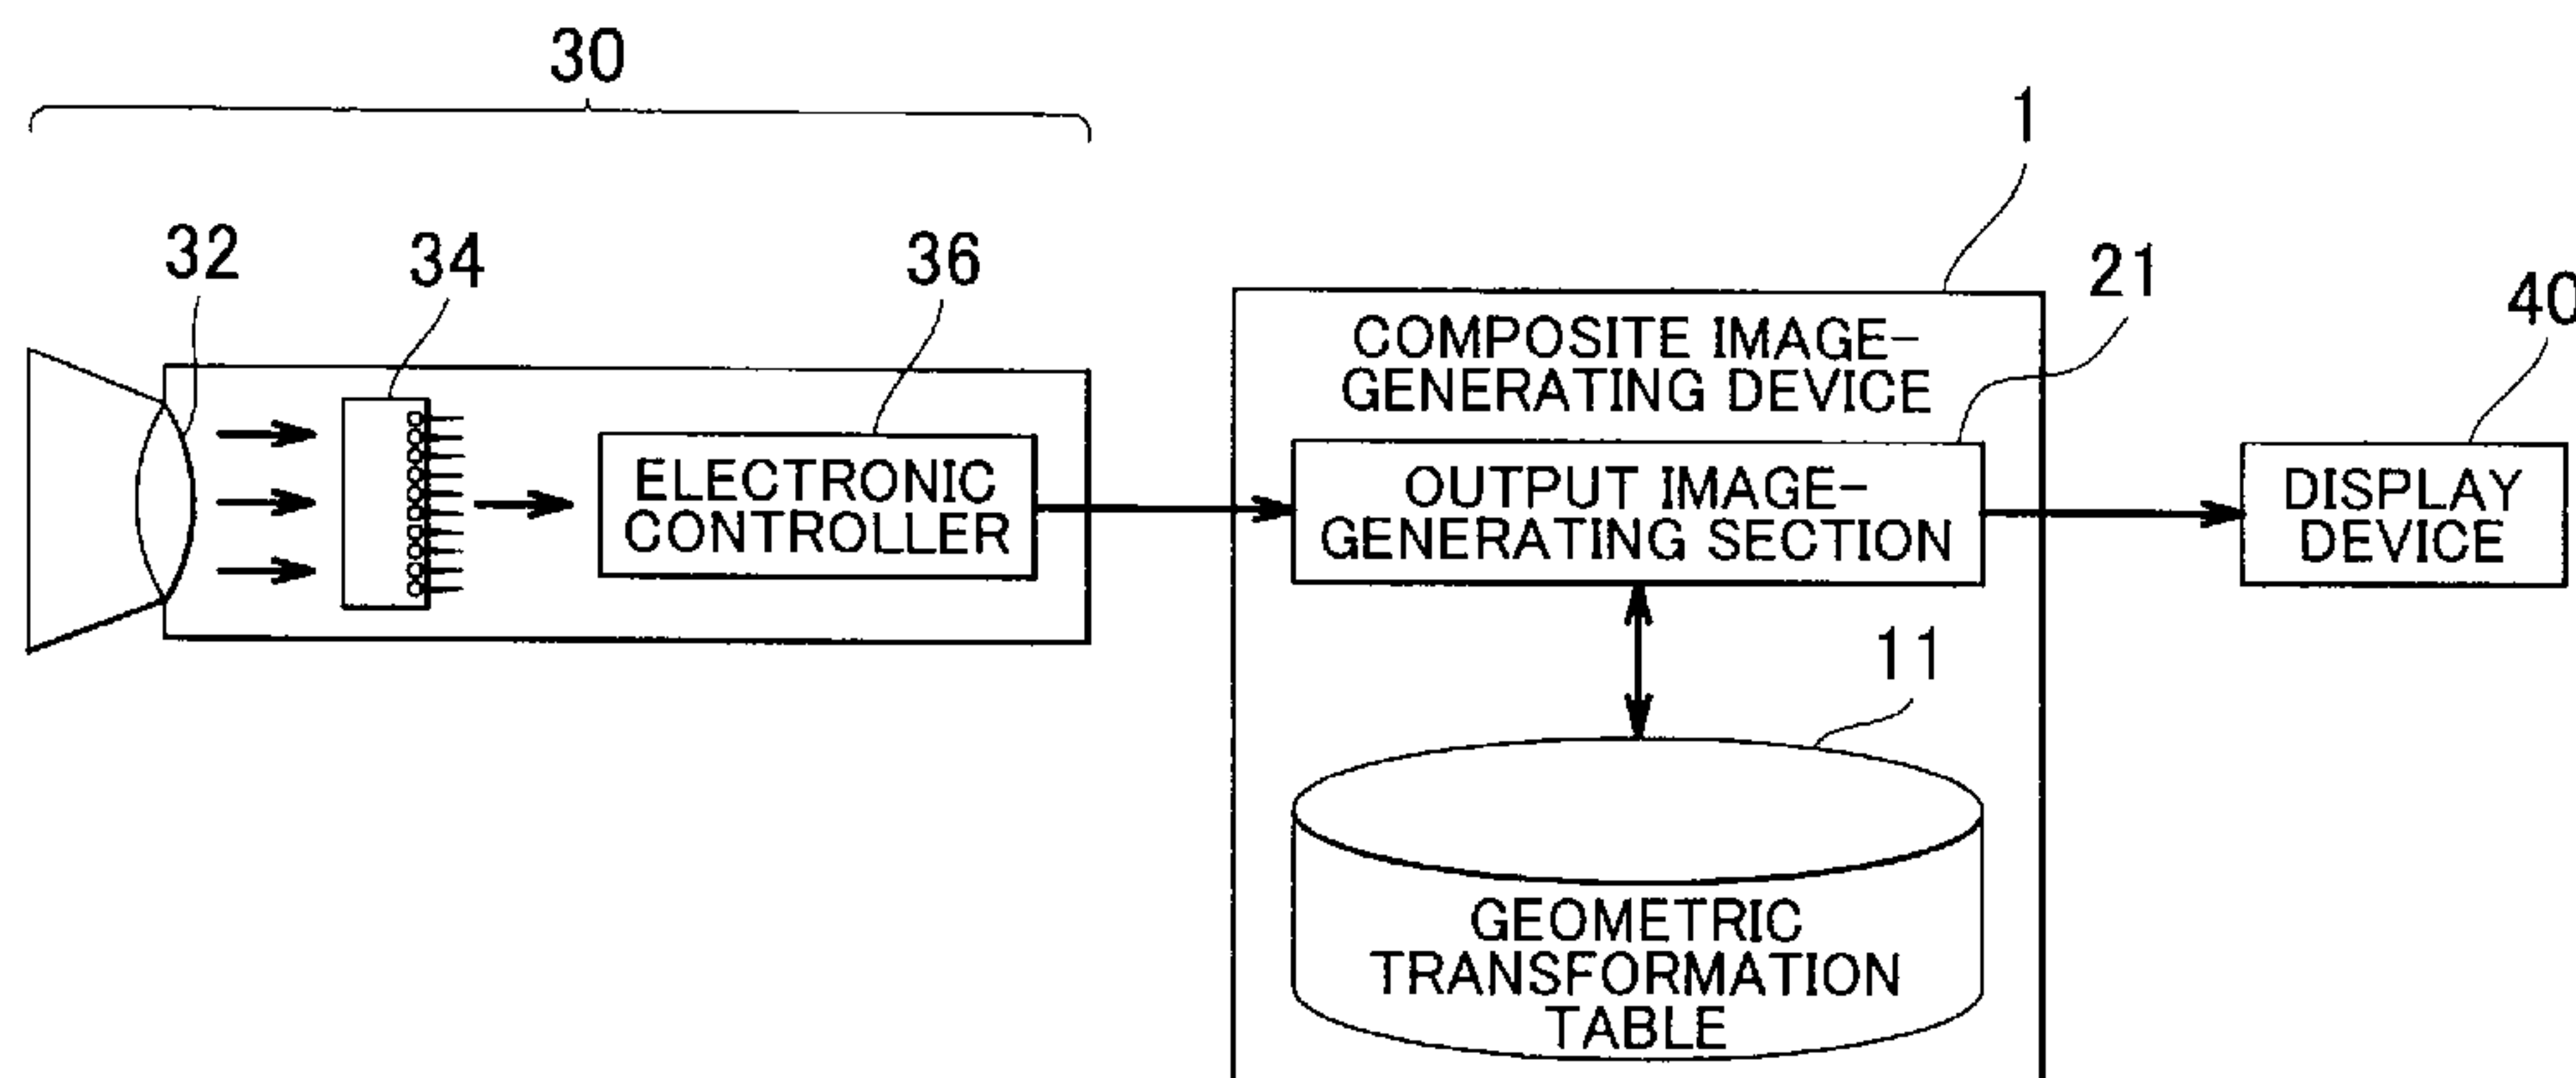 30
1
32
34
36
21
40
COMPOSITE IMAGE-
GENERATING DEVICE
ELECTRONIC
CONTROLLER
OUTPUT IMAGE-
GENERATING SECTION
DISPLAY
DEVICE
11
GEOMETRIC
TRANSFORMATION
TABLE